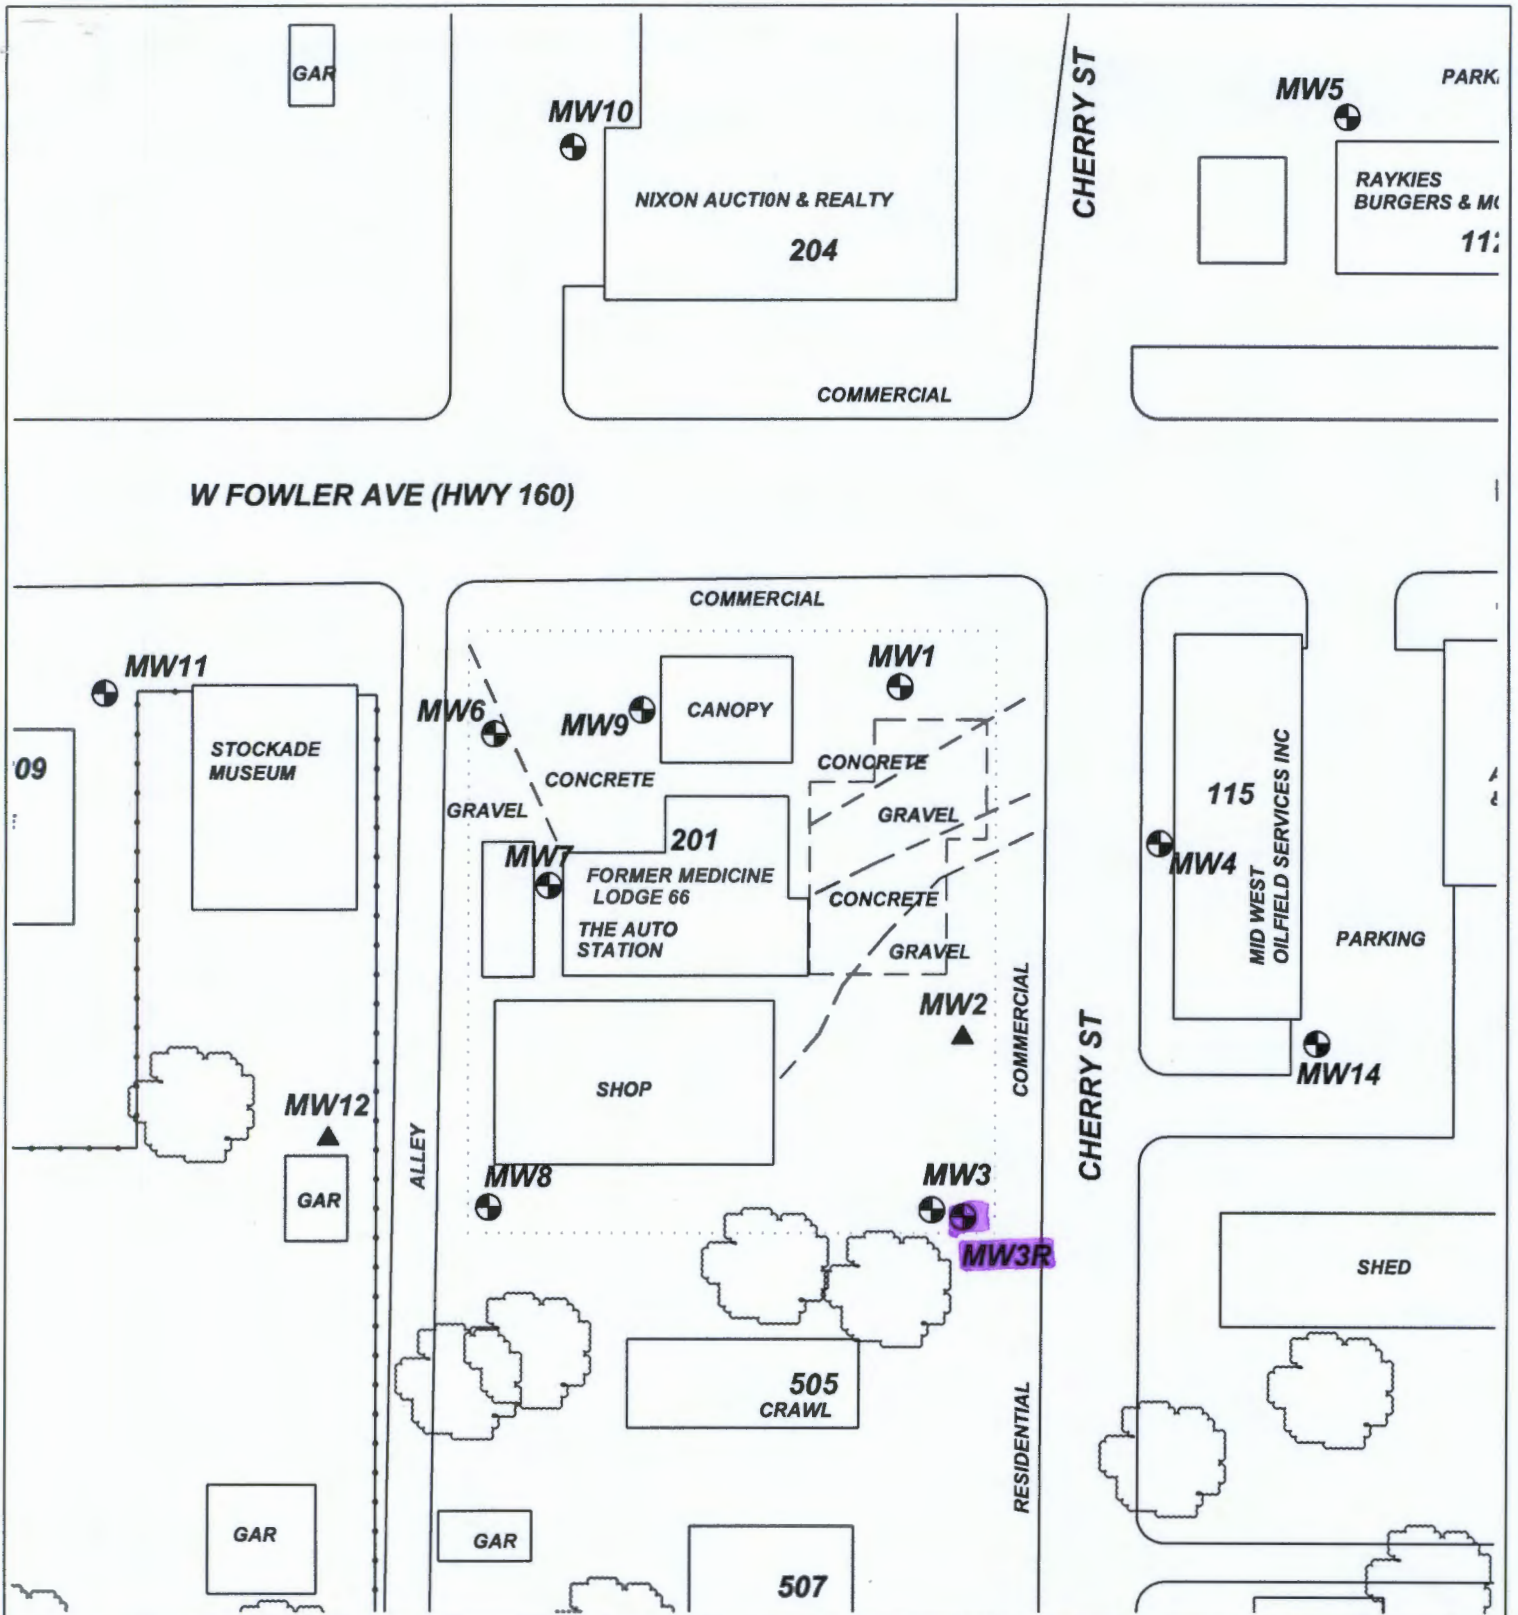 GAR
MW10
CHERRY ST
MW5
PARK
NIXON AUCTION & REALTY
204
RAYKIES
BURGERS & MO
112
COMMERCIAL
W FOWLER AVE (HWY 160)
COMMERCIAL
MW11
MW6
MW9
CANOPY
MW1
STOCKADE
MUSEUM
09
CONCRETE
CONCRETE
GRAVEL
GRAVEL
115
MID WEST
OILFIELD SERVICES INC
MW4
201
MW7
FORMER MEDICINE
LODGE 66
THE AUTO
STATION
CONCRETE
GRAVEL
PARKING
MW2
COMMERCIAL
CHERRY ST
MW14
SHOP
MW12
ALLEY
GAR
MW8
MW3
MW3R
SHED
505
CRAWL
RESIDENTIAL
GAR
GAR
507